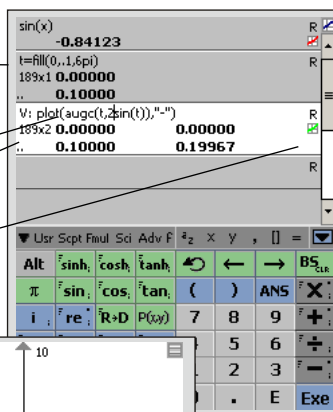 sin(x)
R
-0.84123
t=fill(0,.1,6pi)
R
189x1 0.00000
.. 0.10000
V: plot(augc(t,2sin(t)),"-")
R
189x2 0.00000 0.00000
.. 0.10000 0.19967
R
Usr Scpt Fmul Sci Adv F az X y , [] =
Alt sinh cosh tanh BS CLR
π sin cos tan ( ) ANS ×
i re R→D P(x,y) 7 8 9 +
5 6 ÷
2 3 −
. E Exe
10